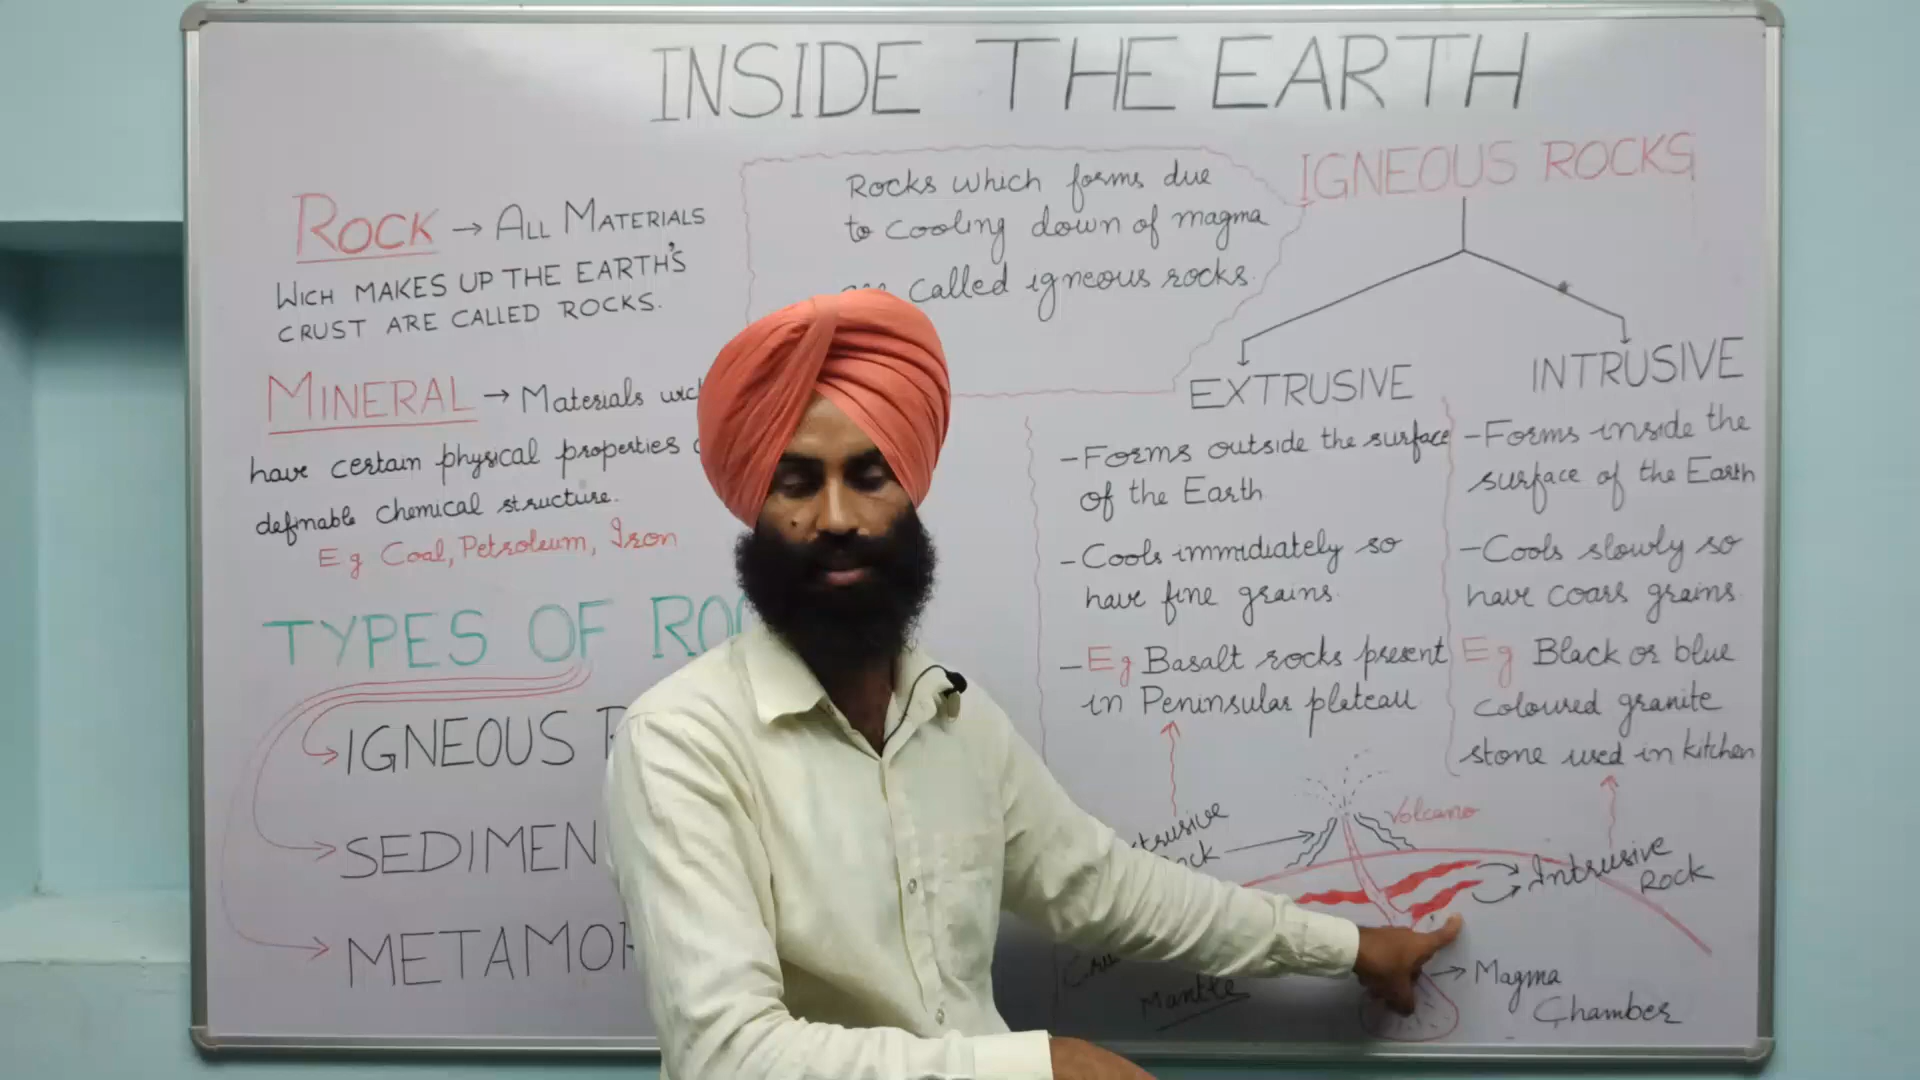 INSIDE THE EARTH
ROCK → ALL MATERIALS
WICH MAKES UP THE EARTH'S
CRUST ARE CALLED ROCKS.
MINERAL → Materials
have certain physical properties
definable chemical structure.
Eg Coal, Petroleum, Iron
TYPES OF
IGNEOUS
SEDIMEN
METAMOR
Rocks which forms due
to cooling down of magma
called igneous rocks.
IGNEOUS ROCKS
EXTRUSIVE
- Forms outside the surface
of the Earth
- Cools immidiately so
have fine grains.
- Eg Basalt rocks present
in Peninsular plateau.
INTRUSIVE
- Forms inside the
surface of the Earth
- Cools slowly so
have coars grains.
Eg Black or blue
coloured granite
stone used in kitchen
Volcano
Intrusive
Rock
→ Magma
Chamber
Mantle